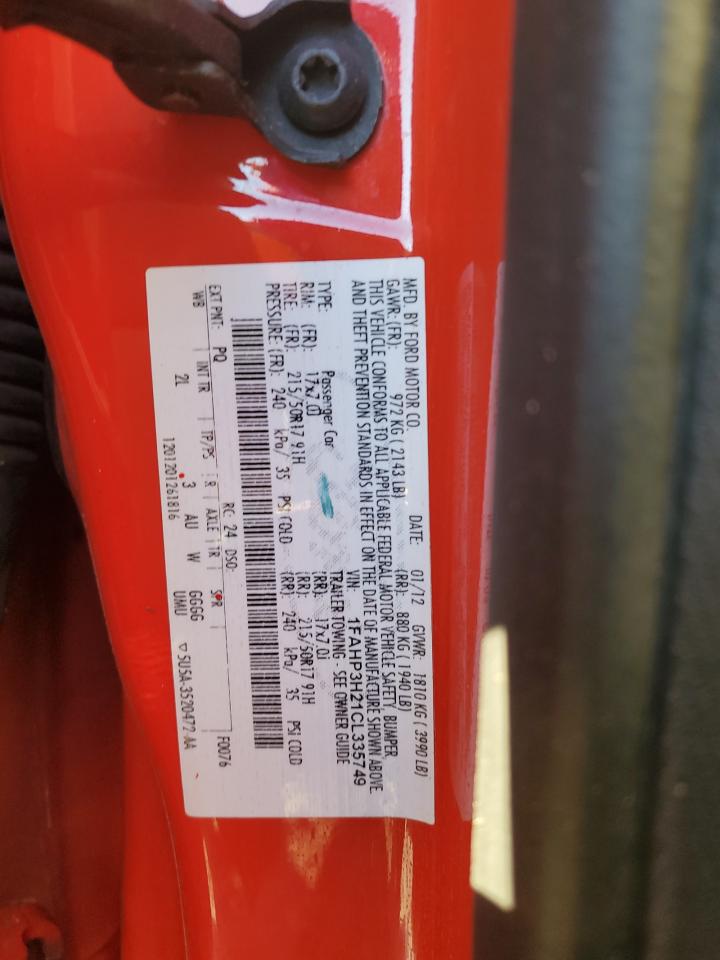 MFD. BY FORD MOTOR CO. DATE: 01/12 GVWR: 1810 KG ( 3990 LB)
GAWR: (FR): 972 KG ( 2143 LB) (RR): 880 KG ( 1940 LB)
THIS VEHICLE CONFORMS TO ALL APPLICABLE FEDERAL MOTOR VEHICLE SAFETY, BUMPER,
AND THEFT PREVENTION STANDARDS IN EFFECT ON THE DATE OF MANUFACTURE SHOWN ABOVE.
VIN: 1FAHP3H21CL335749
TYPE: Passenger Car TRAILER TOWING - SEE OWNER GUIDE
RIM: (FR): 17x7.0J (RR): 17x7.0J
TIRE: (FR): 215/50R17 91H (RR): 215/50R17 91H
PRESSURE: (FR): 240 kPa/ 35 PSI COLD (RR): 240 kPa/ 35 PSI COLD
EXT PNT: PQ RC: 24 DSO: F0076
WB INT TR TP/PS R AXLE TR SPR
2L 3 AU W GGGG
1201201261816 UMU ▽5U5A-3520472-AA